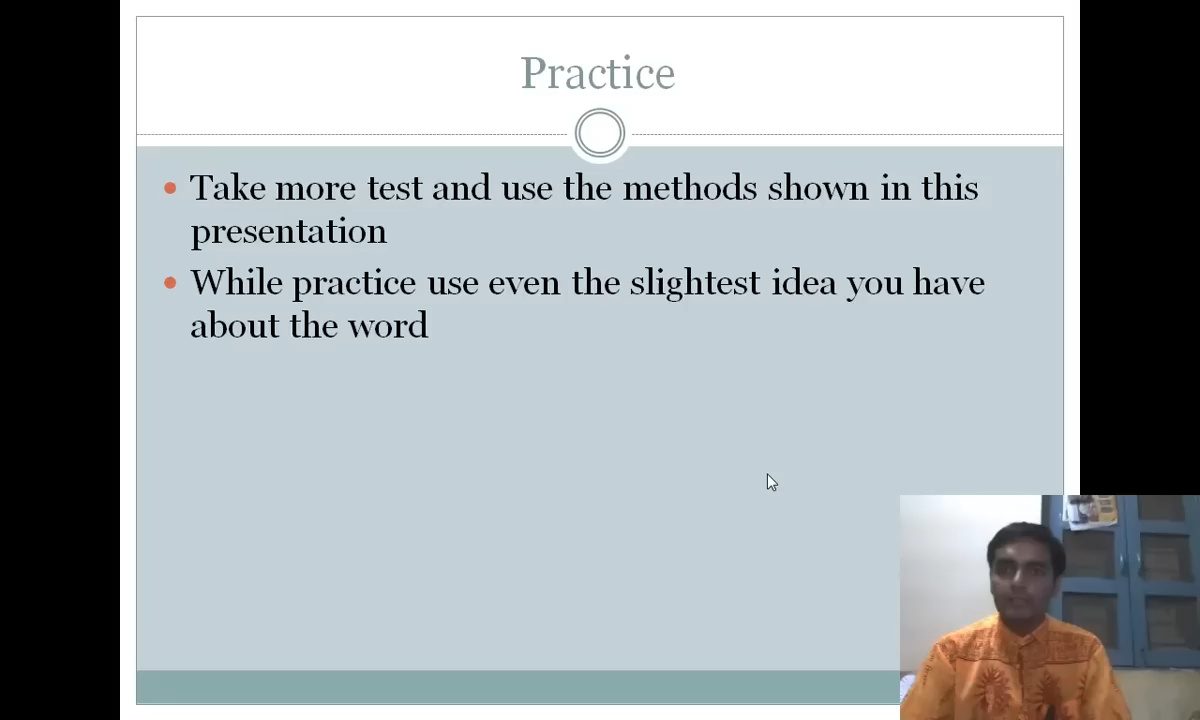 Practice
Take more test and use the methods shown in this
presentation
While practice use even the slightest idea you have
about the word